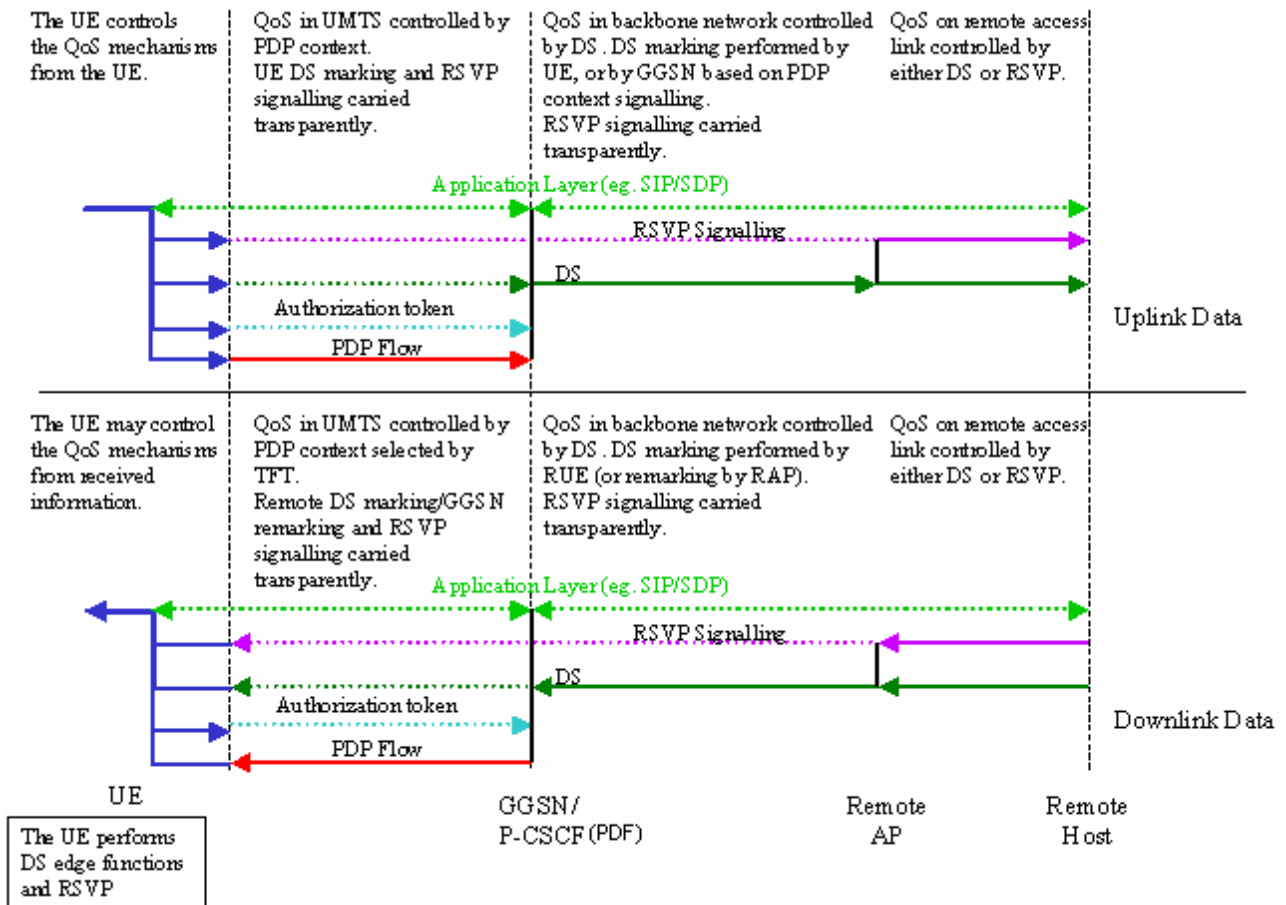 The UE controls
the QoS mechanisms
from the UE.
QoS in UMTS controlled by
PDP context.
UE DS marking and RSVP
signalling carried
transparently.
QoS in backbone network controlled
by DS. DS marking performed by
UE, or by GGSN based on PDP
context signalling.
RSVP signalling carried
transparently.
QoS on remote access
link controlled by
either DS or RSVP.
Application Layer (eg. SIP/SDP)
RSVP Signalling
DS
Authorization token
PDP Flow
Uplink Data
The UE may control
the QoS mechanisms
from received
information.
QoS in UMTS controlled by
PDP context selected by
TFT.
Remote DS marking/GGSN
remarking and RSVP
signalling carried
transparently.
QoS in backbone network controlled
by DS. DS marking performed by
RUE (or remarking by RAP).
RSVP signalling carried
transparently.
QoS on remote access
link controlled by
either DS or RSVP.
Application Layer (eg. SIP/SDP)
RSVP Signalling
DS
Authorization token
PDP Flow
Downlink Data
UE
GGSN/
P-CSCF (PDF)
Remote
AP
Remote
Host
The UE performs
DS edge functions
and RSVP